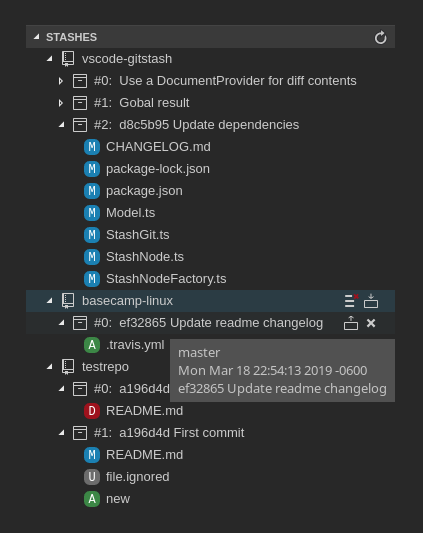 STASHES
vscode-gitstash
#0: Use a DocumentProvider for diff contents
#1: Gobal result
#2: d8c5b95 Update dependencies
M CHANGELOG.md
M package-lock.json
M package.json
M Model.ts
M StashGit.ts
M StashNode.ts
M StashNodeFactory.ts
basecamp-linux
#0: ef32865 Update readme changelog
A .travis.yml
master
Mon Mar 18 22:54:13 2019 -0600
ef32865 Update readme changelog
testrepo
#0: a196d4d
D README.md
#1: a196d4d First commit
M README.md
U file.ignored
A new